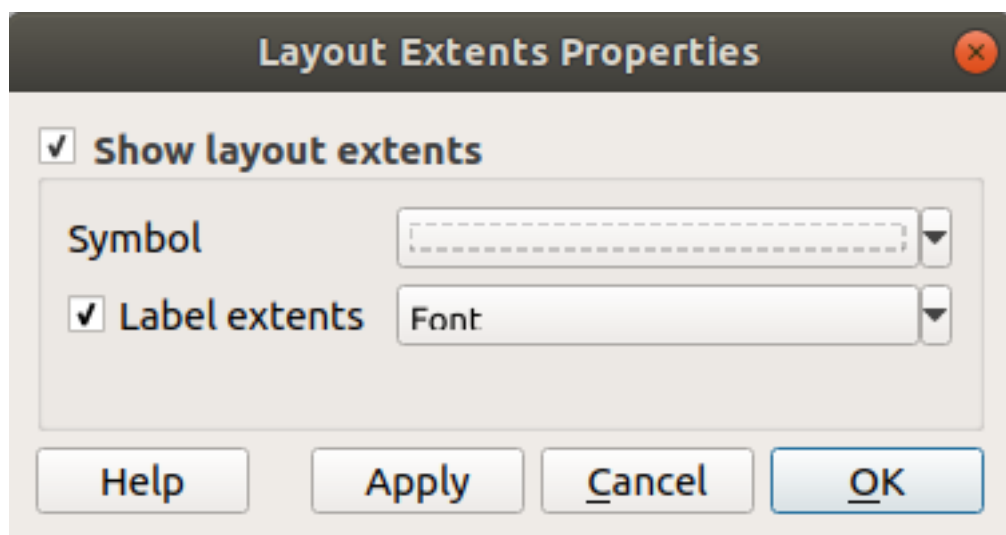 Layout Extents Properties
Show layout extents
Symbol
Label extents Font
Help Apply Cancel OK